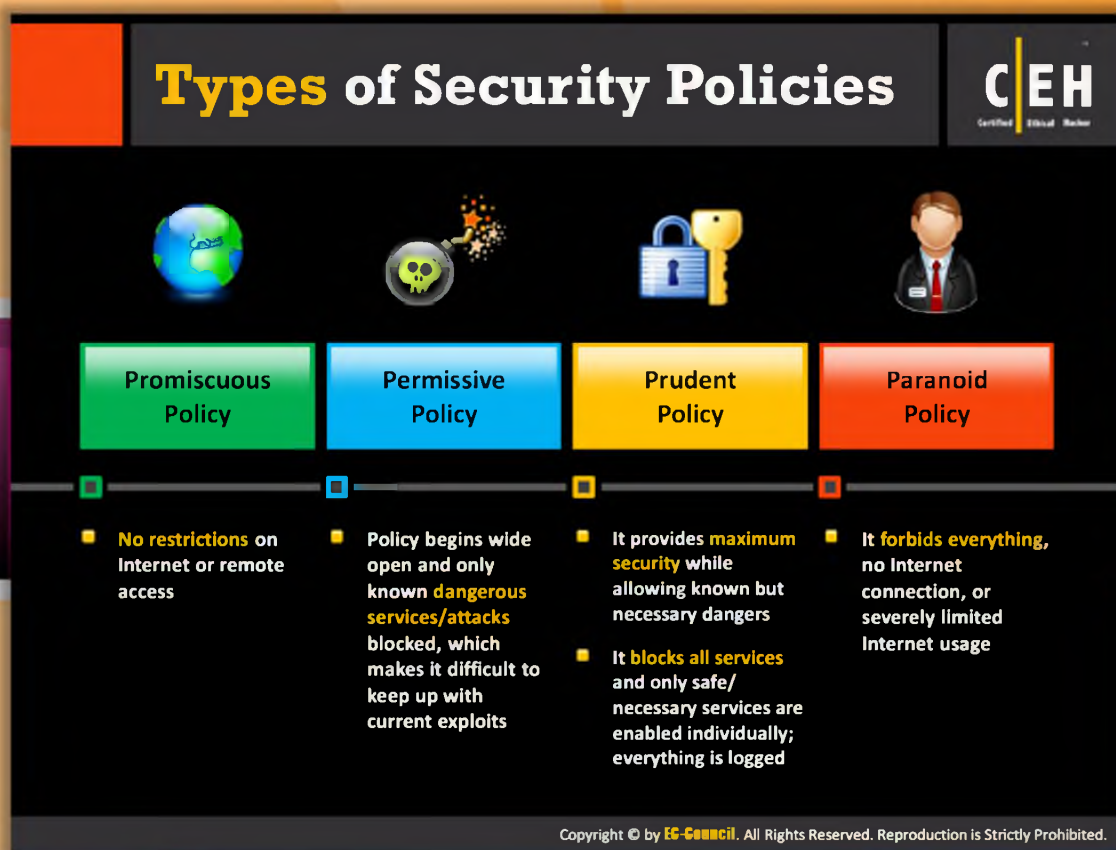 Types of Security Policies
C EH
Certified Ethical Hacker
Promiscuous
Policy
Permissive
Policy
Prudent
Policy
Paranoid
Policy
No restrictions on
Internet or remote
access
Policy begins wide
open and only
known dangerous
services/attacks
blocked, which
makes it difficult to
keep up with
current exploits
It provides maximum
security while
allowing known but
necessary dangers
It blocks all services
and only safe/
necessary services are
enabled individually;
everything is logged
It forbids everything,
no Internet
connection, or
severely limited
Internet usage
Copyright © by EC-Council. All Rights Reserved. Reproduction is Strictly Prohibited.